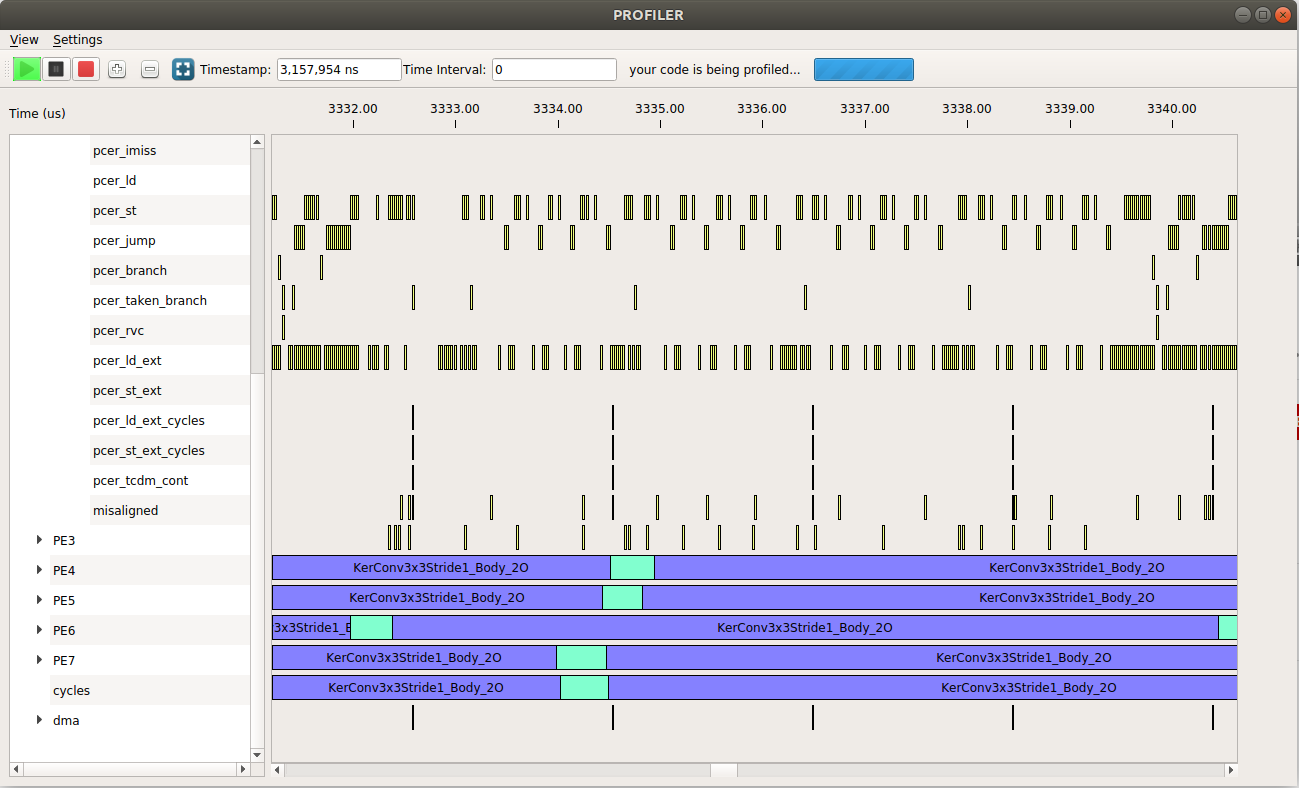 PROFILER
View Settings
Timestamp: 3,157,954 ns Time Interval: 0 your code is being profiled...
Time (us) 3332.00 3333.00 3334.00 3335.00 3336.00 3337.00 3338.00 3339.00 3340.00
pcer_imiss
pcer_ld
pcer_st
pcer_jump
pcer_branch
pcer_taken_branch
pcer_rvc
pcer_ld_ext
pcer_st_ext
pcer_ld_ext_cycles
pcer_st_ext_cycles
pcer_tcdm_cont
misaligned
PE3
PE4 KerConv3x3Stride1_Body_2O KerConv3x3Stride1_Body_2O
PE5 KerConv3x3Stride1_Body_2O KerConv3x3Stride1_Body_2O
PE6 3x3Stride1_E KerConv3x3Stride1_Body_2O
PE7 KerConv3x3Stride1_Body_2O KerConv3x3Stride1_Body_2O
cycles KerConv3x3Stride1_Body_2O KerConv3x3Stride1_Body_2O
dma